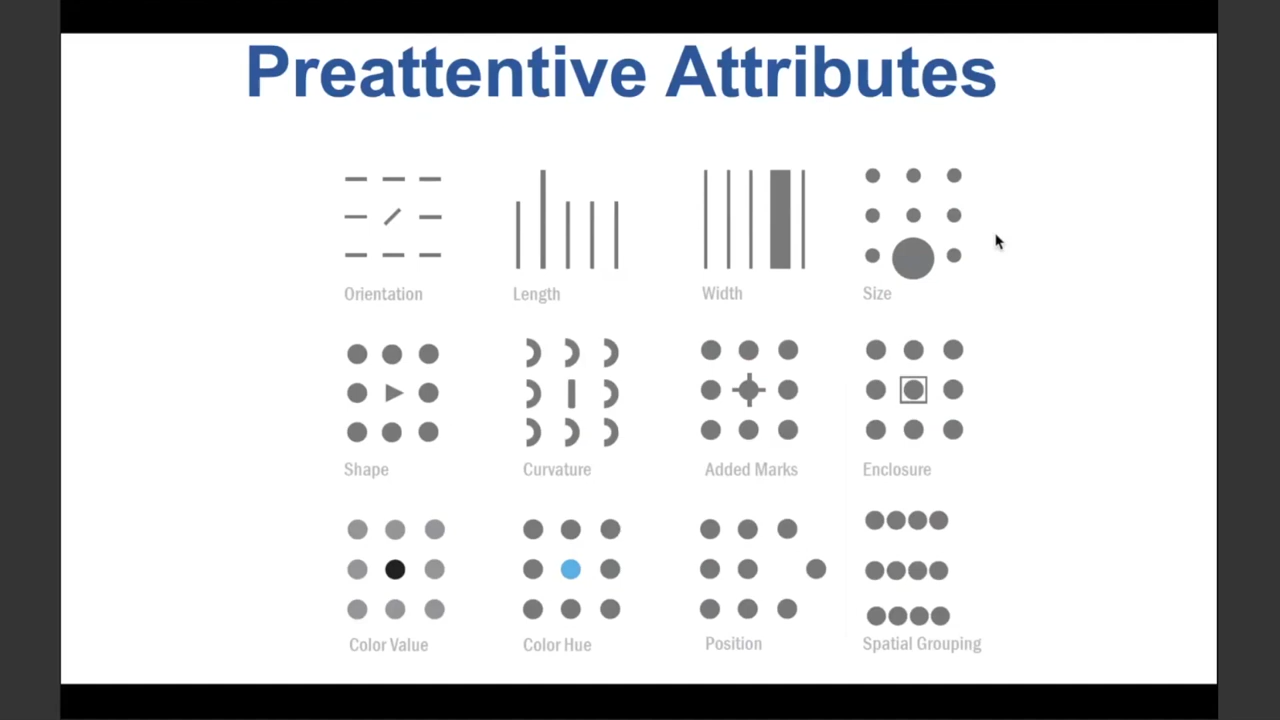 Preattentive Attributes
Orientation
Length
Width
Size
Shape
Curvature
Added Marks
Enclosure
Color Value
Color Hue
Position
Spatial Grouping